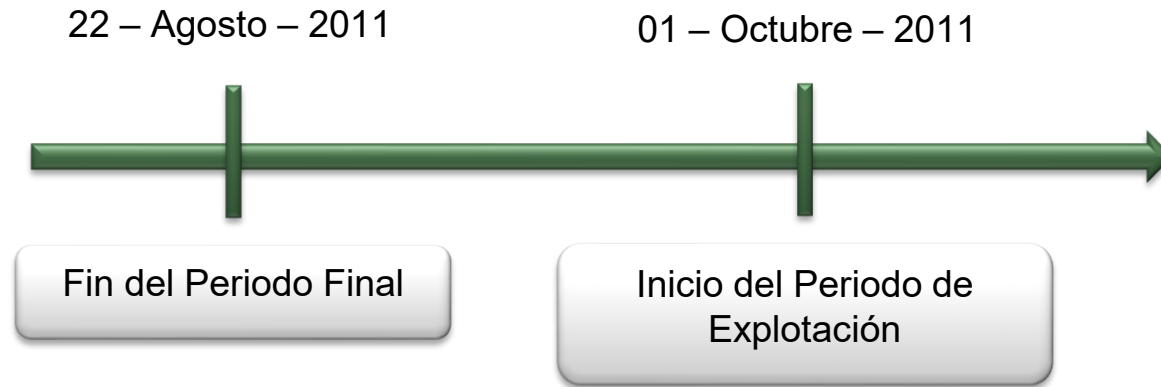 22 – Agosto – 2011
01 – Octubre – 2011
Fin del Periodo Final
Inicio del Periodo de
Explotación